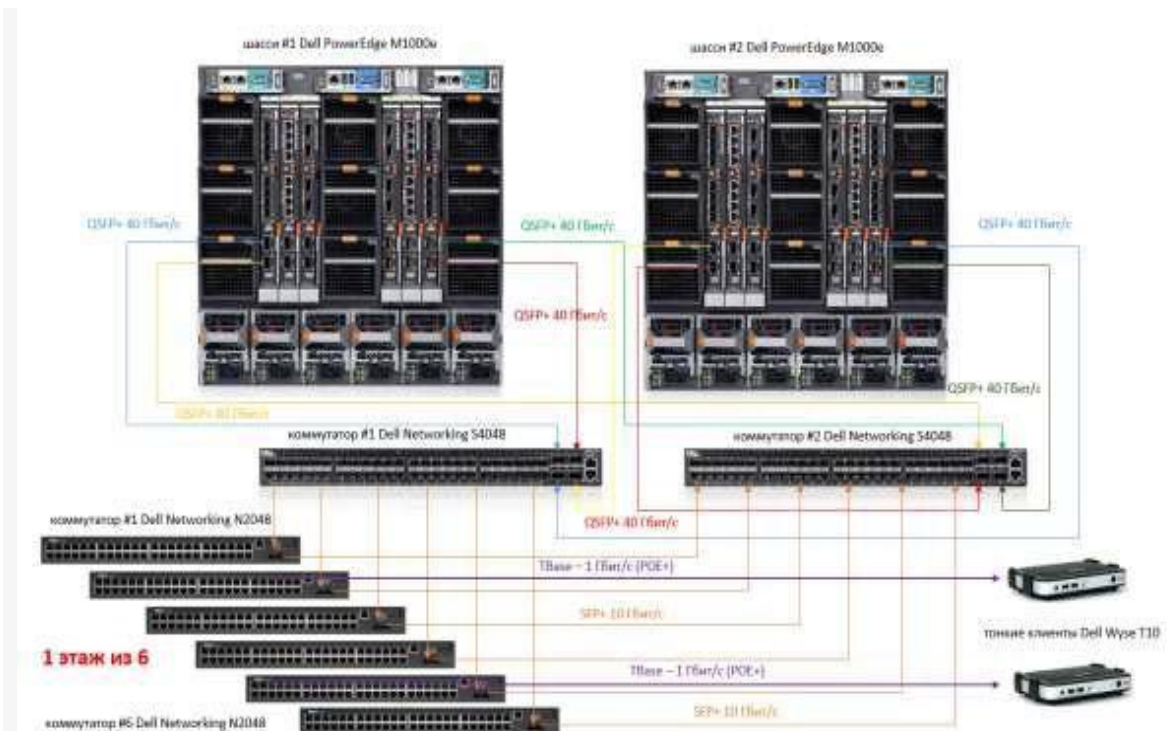 шасси #1 Dell PowerEdge M1000e
шасси #2 Dell PowerEdge M1000e
QSFP+ 40 Гбит/с
QSFP+ 40 Гбит/с
QSFP+ 40 Гбит/с
QSFP+ 40 Гбит/с
QSFP+ 40 Гбит/с
QSFP+ 40 Гбит/с
коммутатор #1 Dell Networking S4048
коммутатор #2 Dell Networking S4048
QSFP+ 40 Гбит/с
коммутатор #1 Dell Networking N2048
TBase – 1 Гбит/с (POE+)
SFP+ 10 Гбит/с
тонкие клиенты Dell Wyse T10
1 этаж из 6
TBase – 1 Гбит/с (POE+)
SFP+ 10 Гбит/с
коммутатор #6 Dell Networking N2048